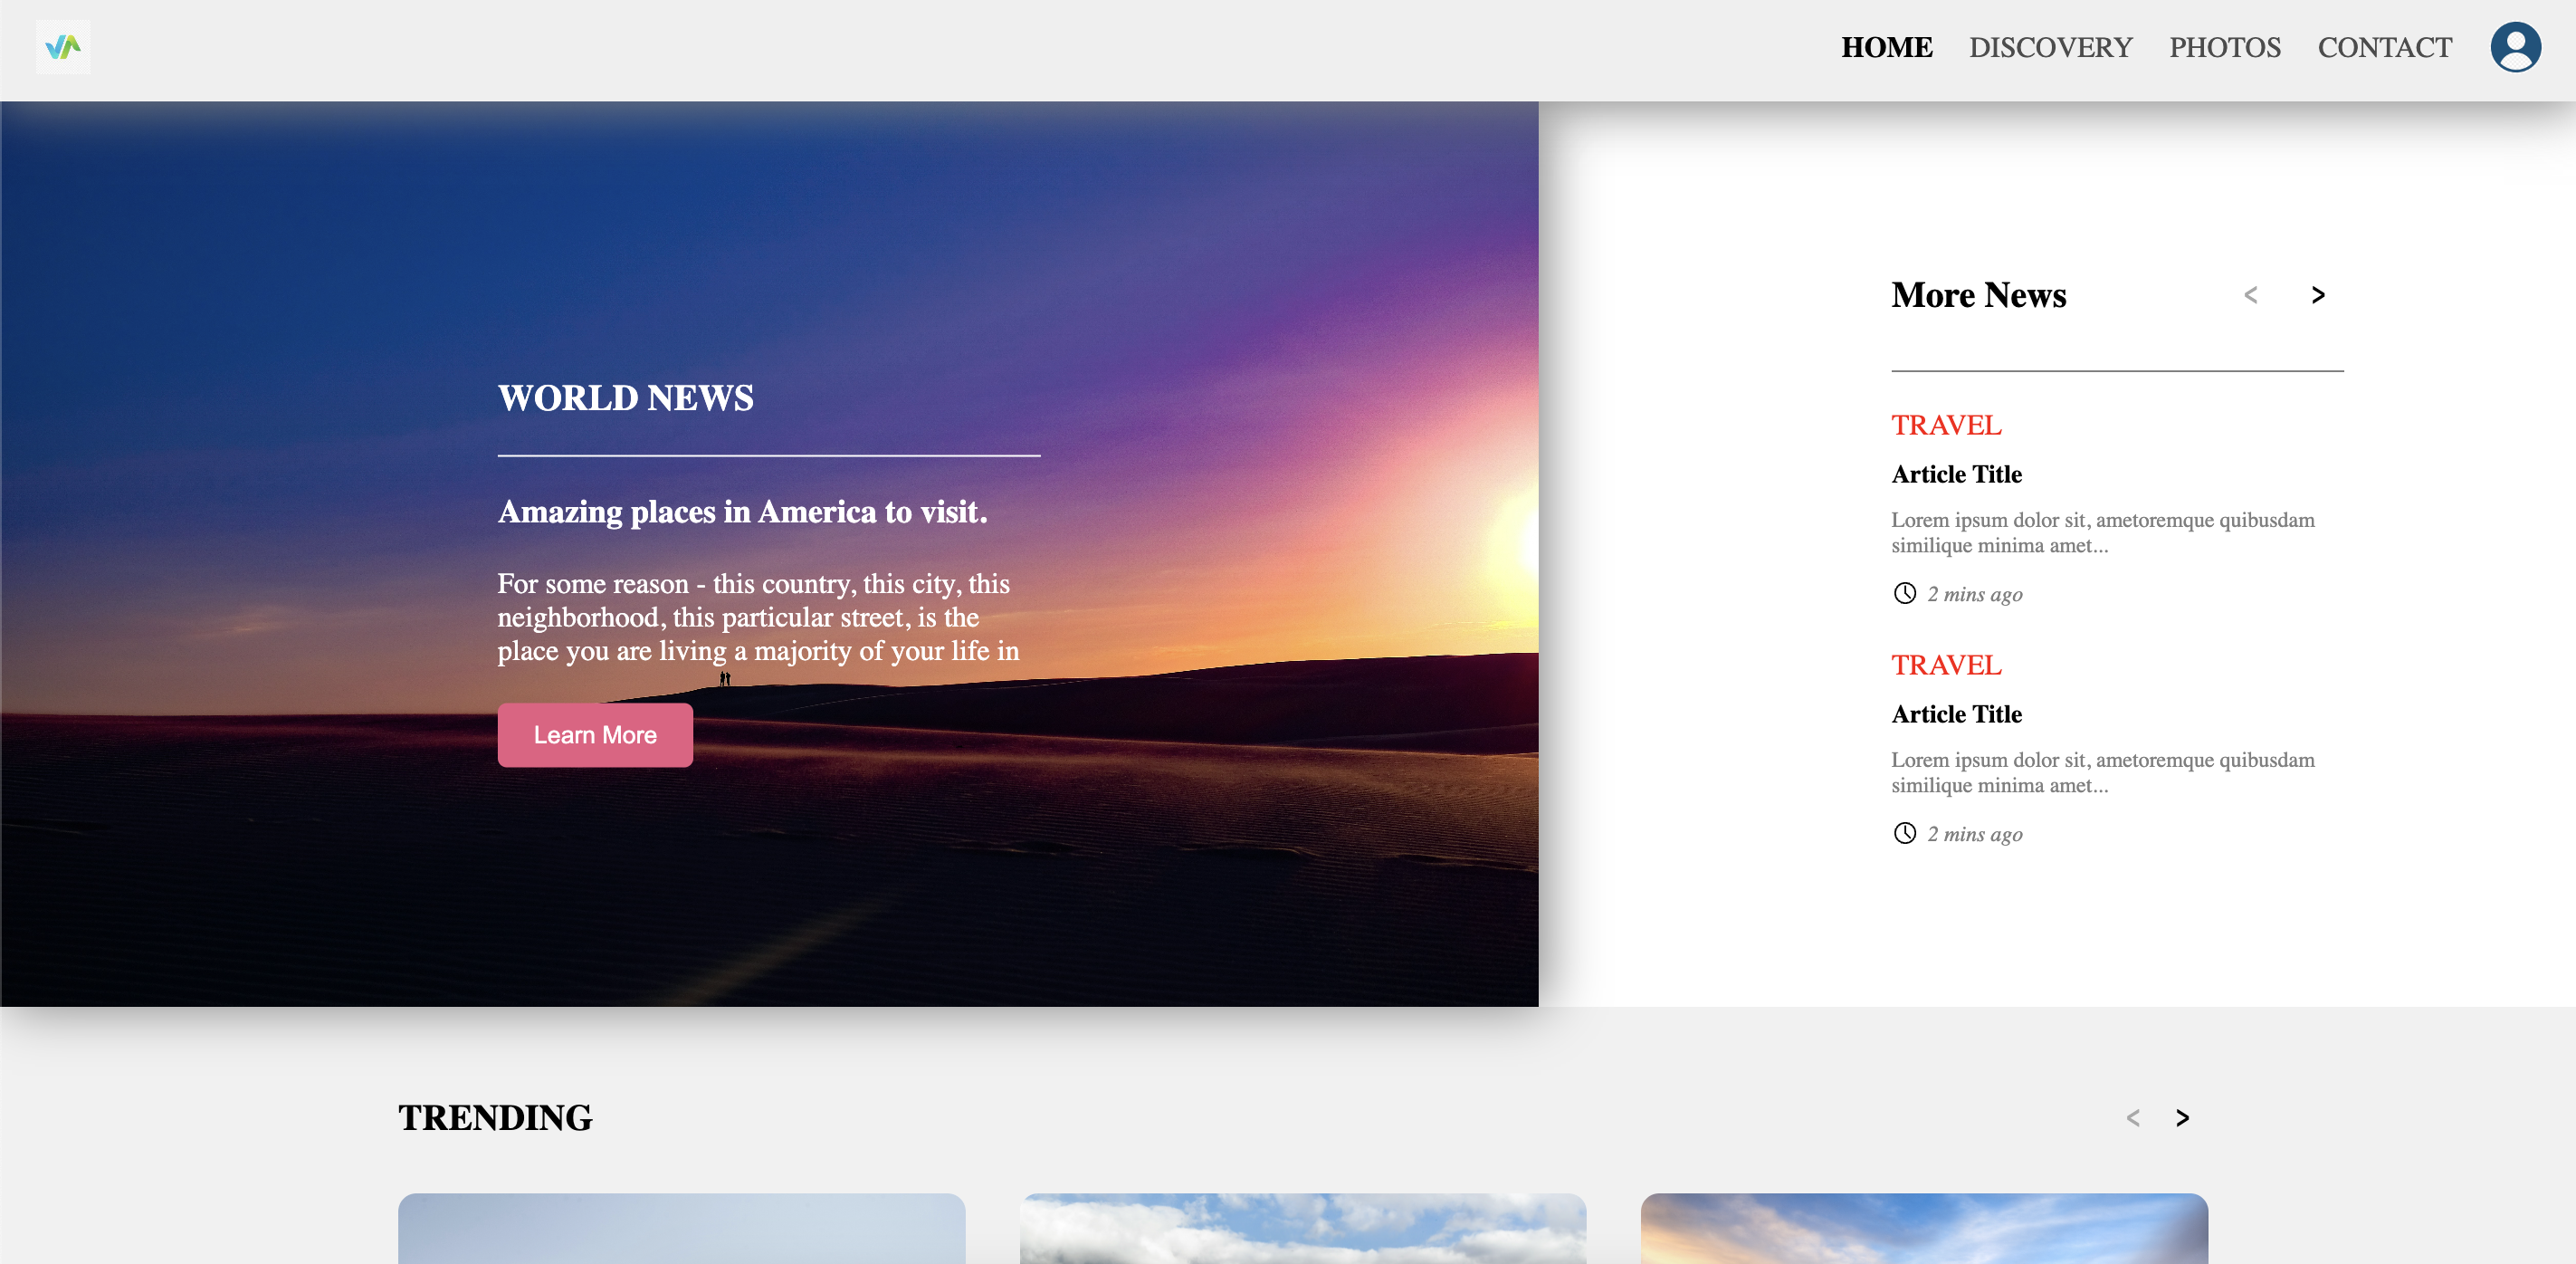 HOME DISCOVERY PHOTOS CONTACT
WORLD NEWS
Amazing places in America to visit.
For some reason - this country, this city, this
neighborhood, this particular street, is the
place you are living a majority of your life in
Learn More
More News < >
TRAVEL
Article Title
Lorem ipsum dolor sit, ametoremque quibusdam
similique minima amet...
2 mins ago
TRAVEL
Article Title
Lorem ipsum dolor sit, ametoremque quibusdam
similique minima amet...
2 mins ago
TRENDING < >